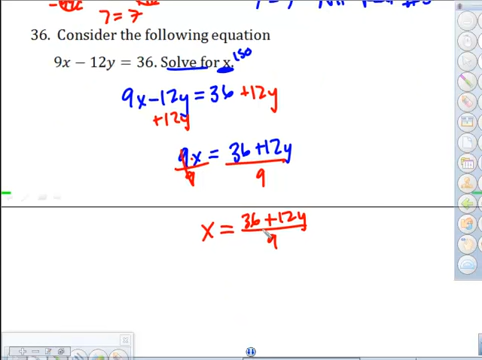 7 = 7
36. Consider the following equation
9x − 12y = 36. Solve for x. iso
9x − 12y = 36 + 12y
+12y
9x = 36 + 12y
9 9
x = 36 + 12y
9